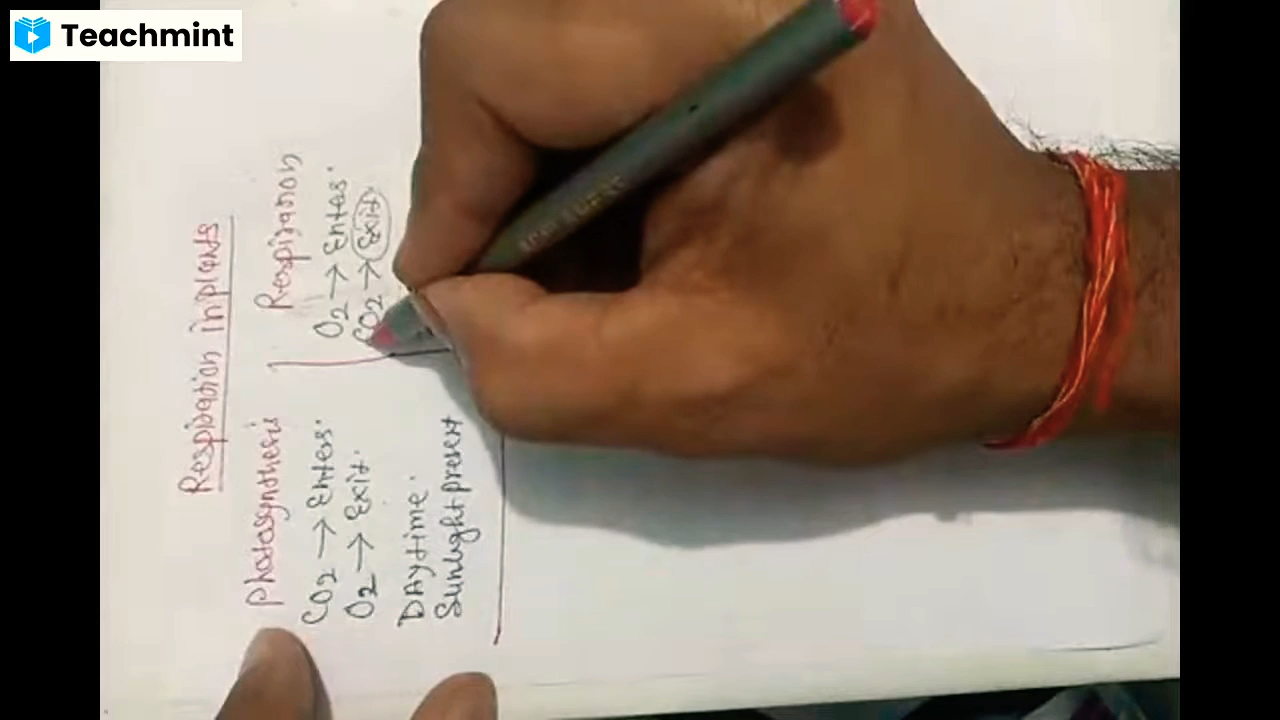 Teachmint
Respiration in plants
Photosynthesis
CO2 → Enters.
O2 → Exit.
DAytime.
Sunlight present
Respiration
O2 → Enters.
CO2 → Exit